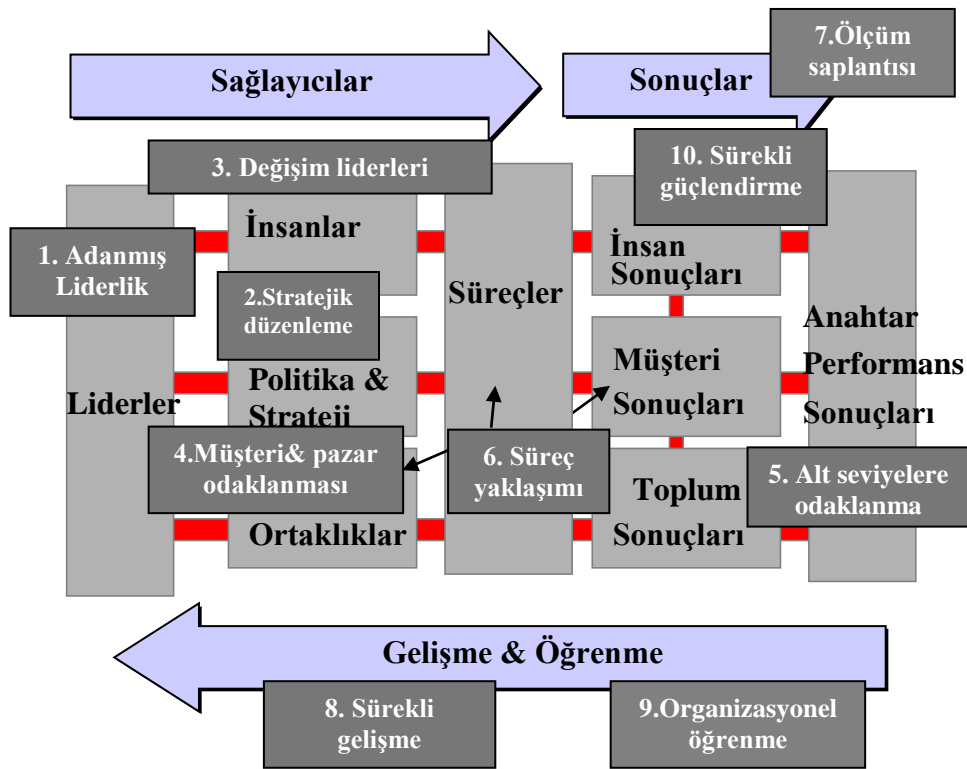 7.Ölçüm
saplantısı
Sağlayıcılar
Sonuçlar
3. Değişim liderleri
10. Sürekli
güçlendirme
İnsanlar
1. Adanmış
Liderlik
İnsan
Sonuçları
2.Stratejik
düzenleme
Süreçler
Anahtar
Performans
Sonuçları
Müşteri
Sonuçları
Politika &
Strateji
Liderler
4.Müşteri& pazar
odaklanması
6. Süreç
yaklaşımı
5. Alt seviyelere
odaklanma
Toplum
Sonuçları
Ortaklıklar
Gelişme & Öğrenme
8. Sürekli
gelişme
9.Organizasyonel
öğrenme